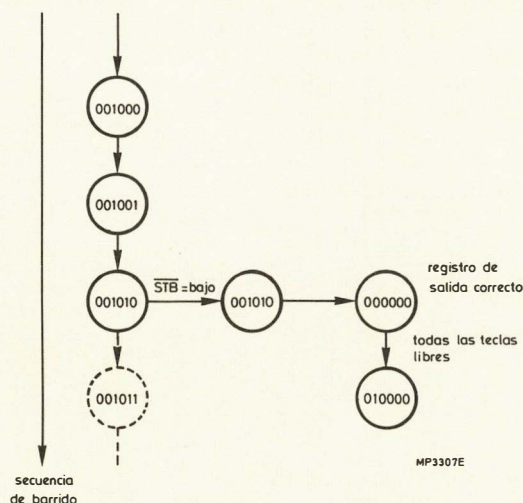 001000
001001
001010
STB=bajo
001010
000000
registro de
salida correcto
todas las teclas
libres
001011
010000
MP3307E
secuencia
de barrido